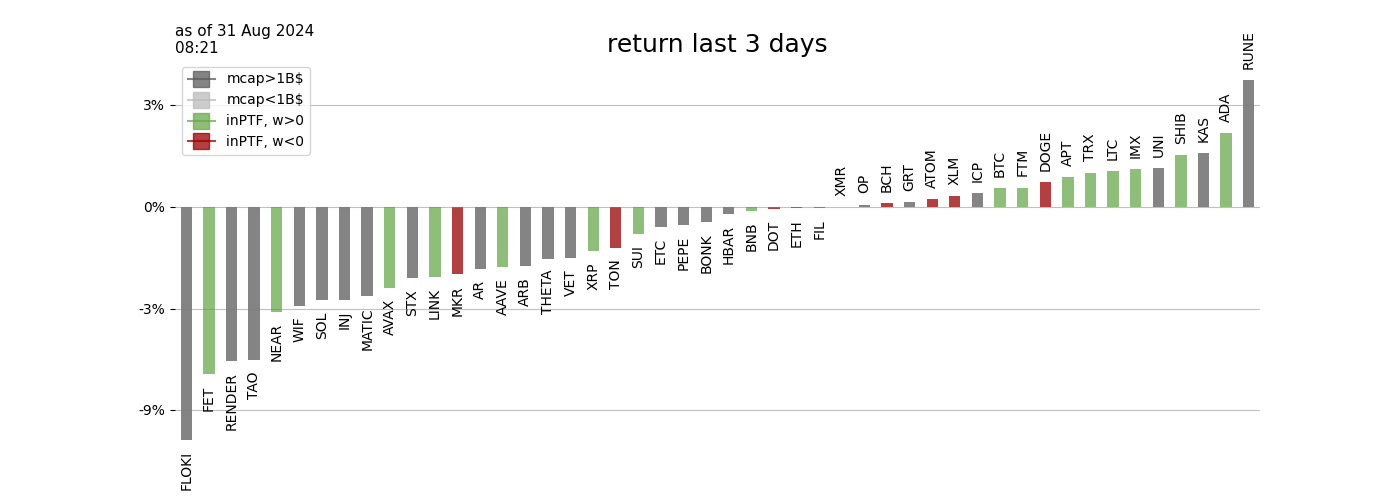 as of 31 Aug 2024
08:21
return last 3 days
mcap>1B$
mcap<1B$
inPTF, w>0
inPTF, w<0
3%
0%
-3%
-9%
FLOKI
FET
RENDER
TAO
NEAR
WIF
SOL
INJ
MATIC
AVAX
STX
LINK
MKR
AR
AAVE
ARB
THETA
VET
XRP
TON
SUI
ETC
PEPE
BONK
HBAR
BNB
DOT
ETH
FIL
XMR
OP
BCH
GRT
ATOM
XLM
ICP
BTC
FTM
DOGE
APT
TRX
LTC
IMX
UNI
SHIB
KAS
ADA
RUNE